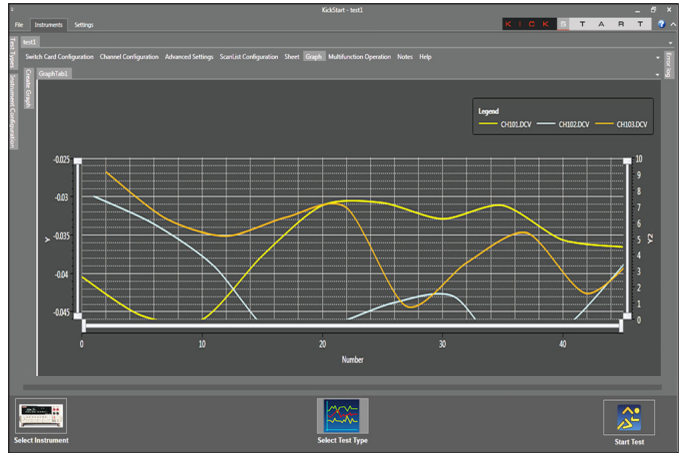 KickStart - test1
File Instruments Settings
K I C K S T A R T
?
test1
Test Types
Instrument Configuration
Switch Card Configuration Channel Configuration Advanced Settings ScanList Configuration Sheet Graph Multifunction Operation Notes Help
Error log
Create Graph
GraphTab1
Legend
CH101.DCV CH102.DCV CH103.DCV
-0.025
-0.03
-0.035
-0.04
-0.045
Y
10
9
8
7
6
5
4
3
2
1
0
Y2
0 10 20 30 40
Number
Select Instrument
Select Test Type
Start Test